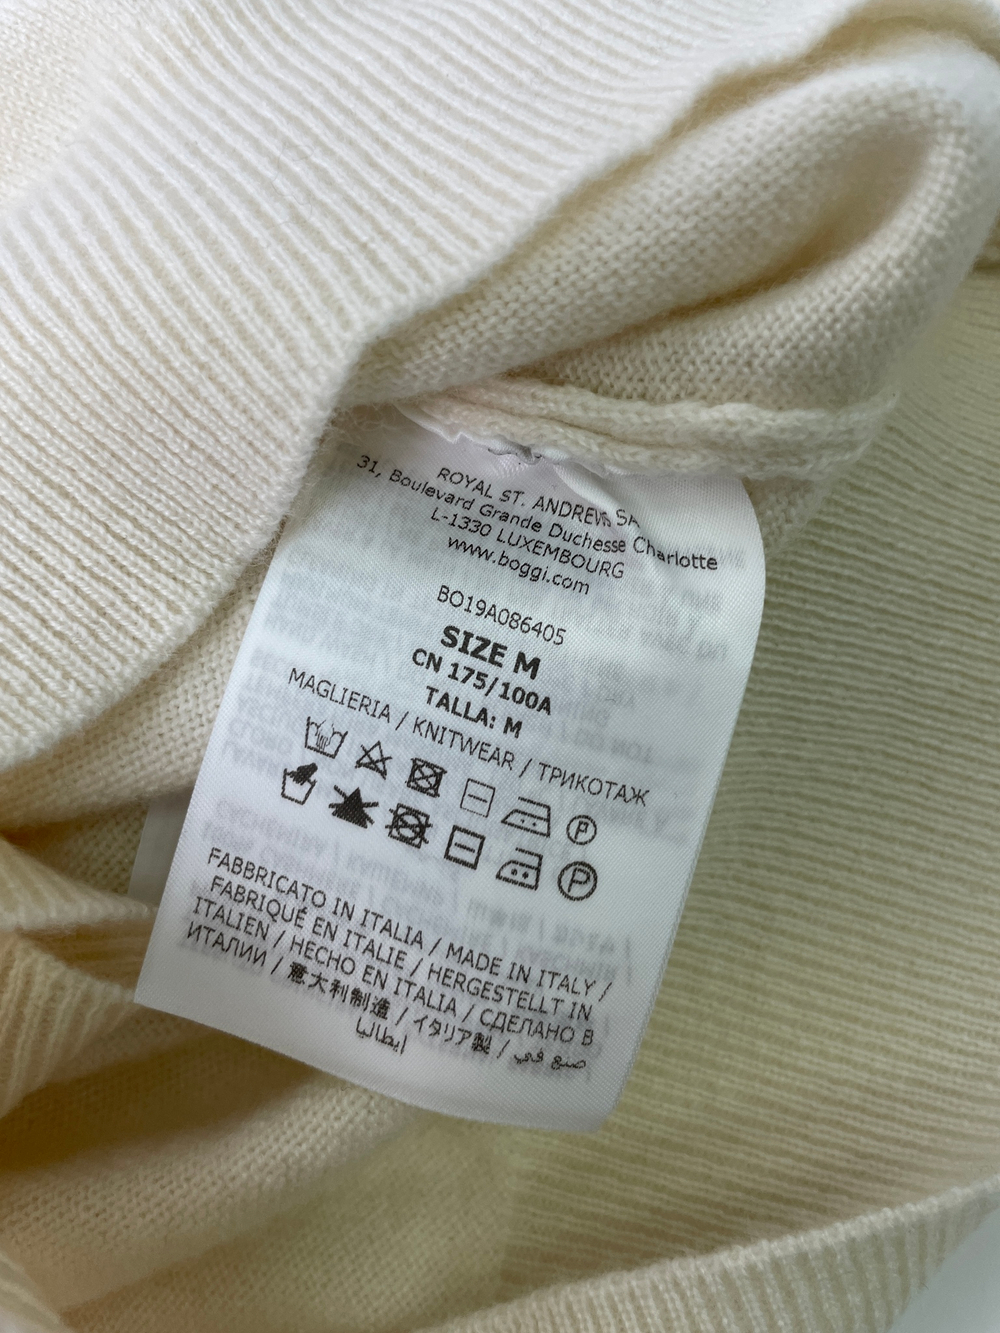 ROYAL ST. ANDREWS SA
31, Boulevard Grande Duchesse Charlotte
L-1330 LUXEMBOURG
www.boggi.com
BO19A086405
SIZE M
CN 175/100A
TALLA: M
MAGLIERIA / KNITWEAR / ТРИКОТАЖ
P
P
FABBRICATO IN ITALIA / MADE IN ITALY /
FABRIQUÉ EN ITALIE / HERGESTELLT IN
ITALIEN / HECHO EN ITALIA / СДЕЛАНО В
ИТАЛИИ / 意大利制造 / イタリア製 / صنع في
ايطاليا